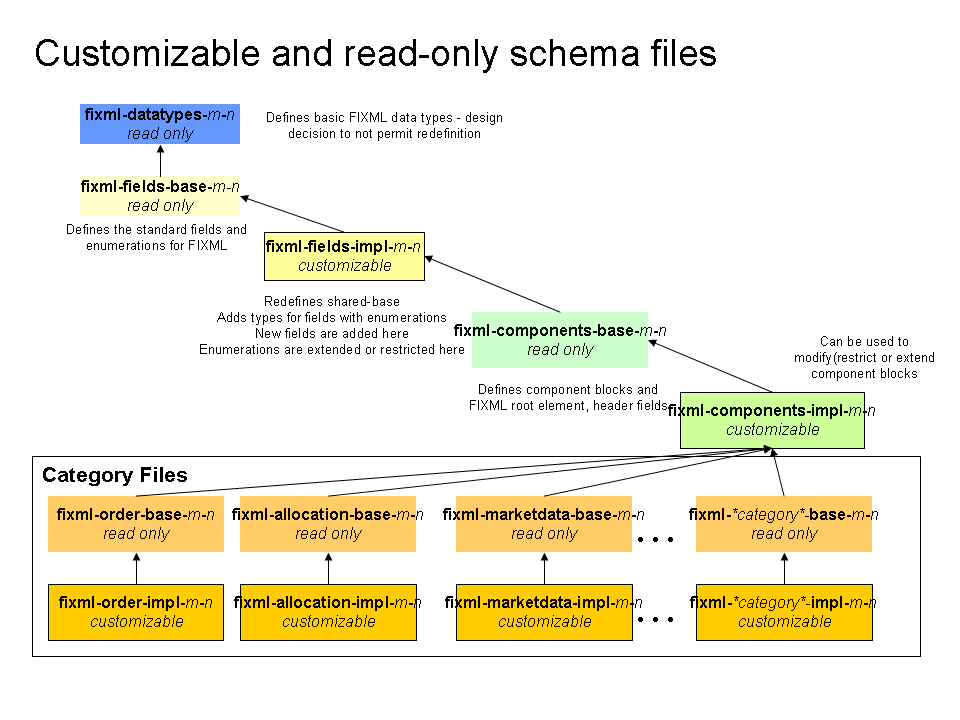 Customizable and read-only schema files
fixml-datatypes-m-n
read only
Defines basic FIXML data types - design
decision to not permit redefinition
fixml-fields-base-m-n
read only
Defines the standard fields and
enumerations for FIXML
fixml-fields-impl-m-n
customizable
Redefines shared-base
Adds types for fields with enumerations
New fields are added here
Enumerations are extended or restricted here
fixml-components-base-m-n
read only
Defines component blocks and
FIXML root element, header fields
Can be used to
modify(restrict or extend
component blocks
fixml-components-impl-m-n
customizable
Category Files
fixml-order-base-m-n
read only
fixml-allocation-base-m-n
read only
fixml-marketdata-base-m-n
read only
. . .
fixml-*category*-base-m-n
read only
fixml-order-impl-m-n
customizable
fixml-allocation-impl-m-n
customizable
fixml-marketdata-impl-m-n
customizable
. . .
fixml-*category*-impl-m-n
customizable